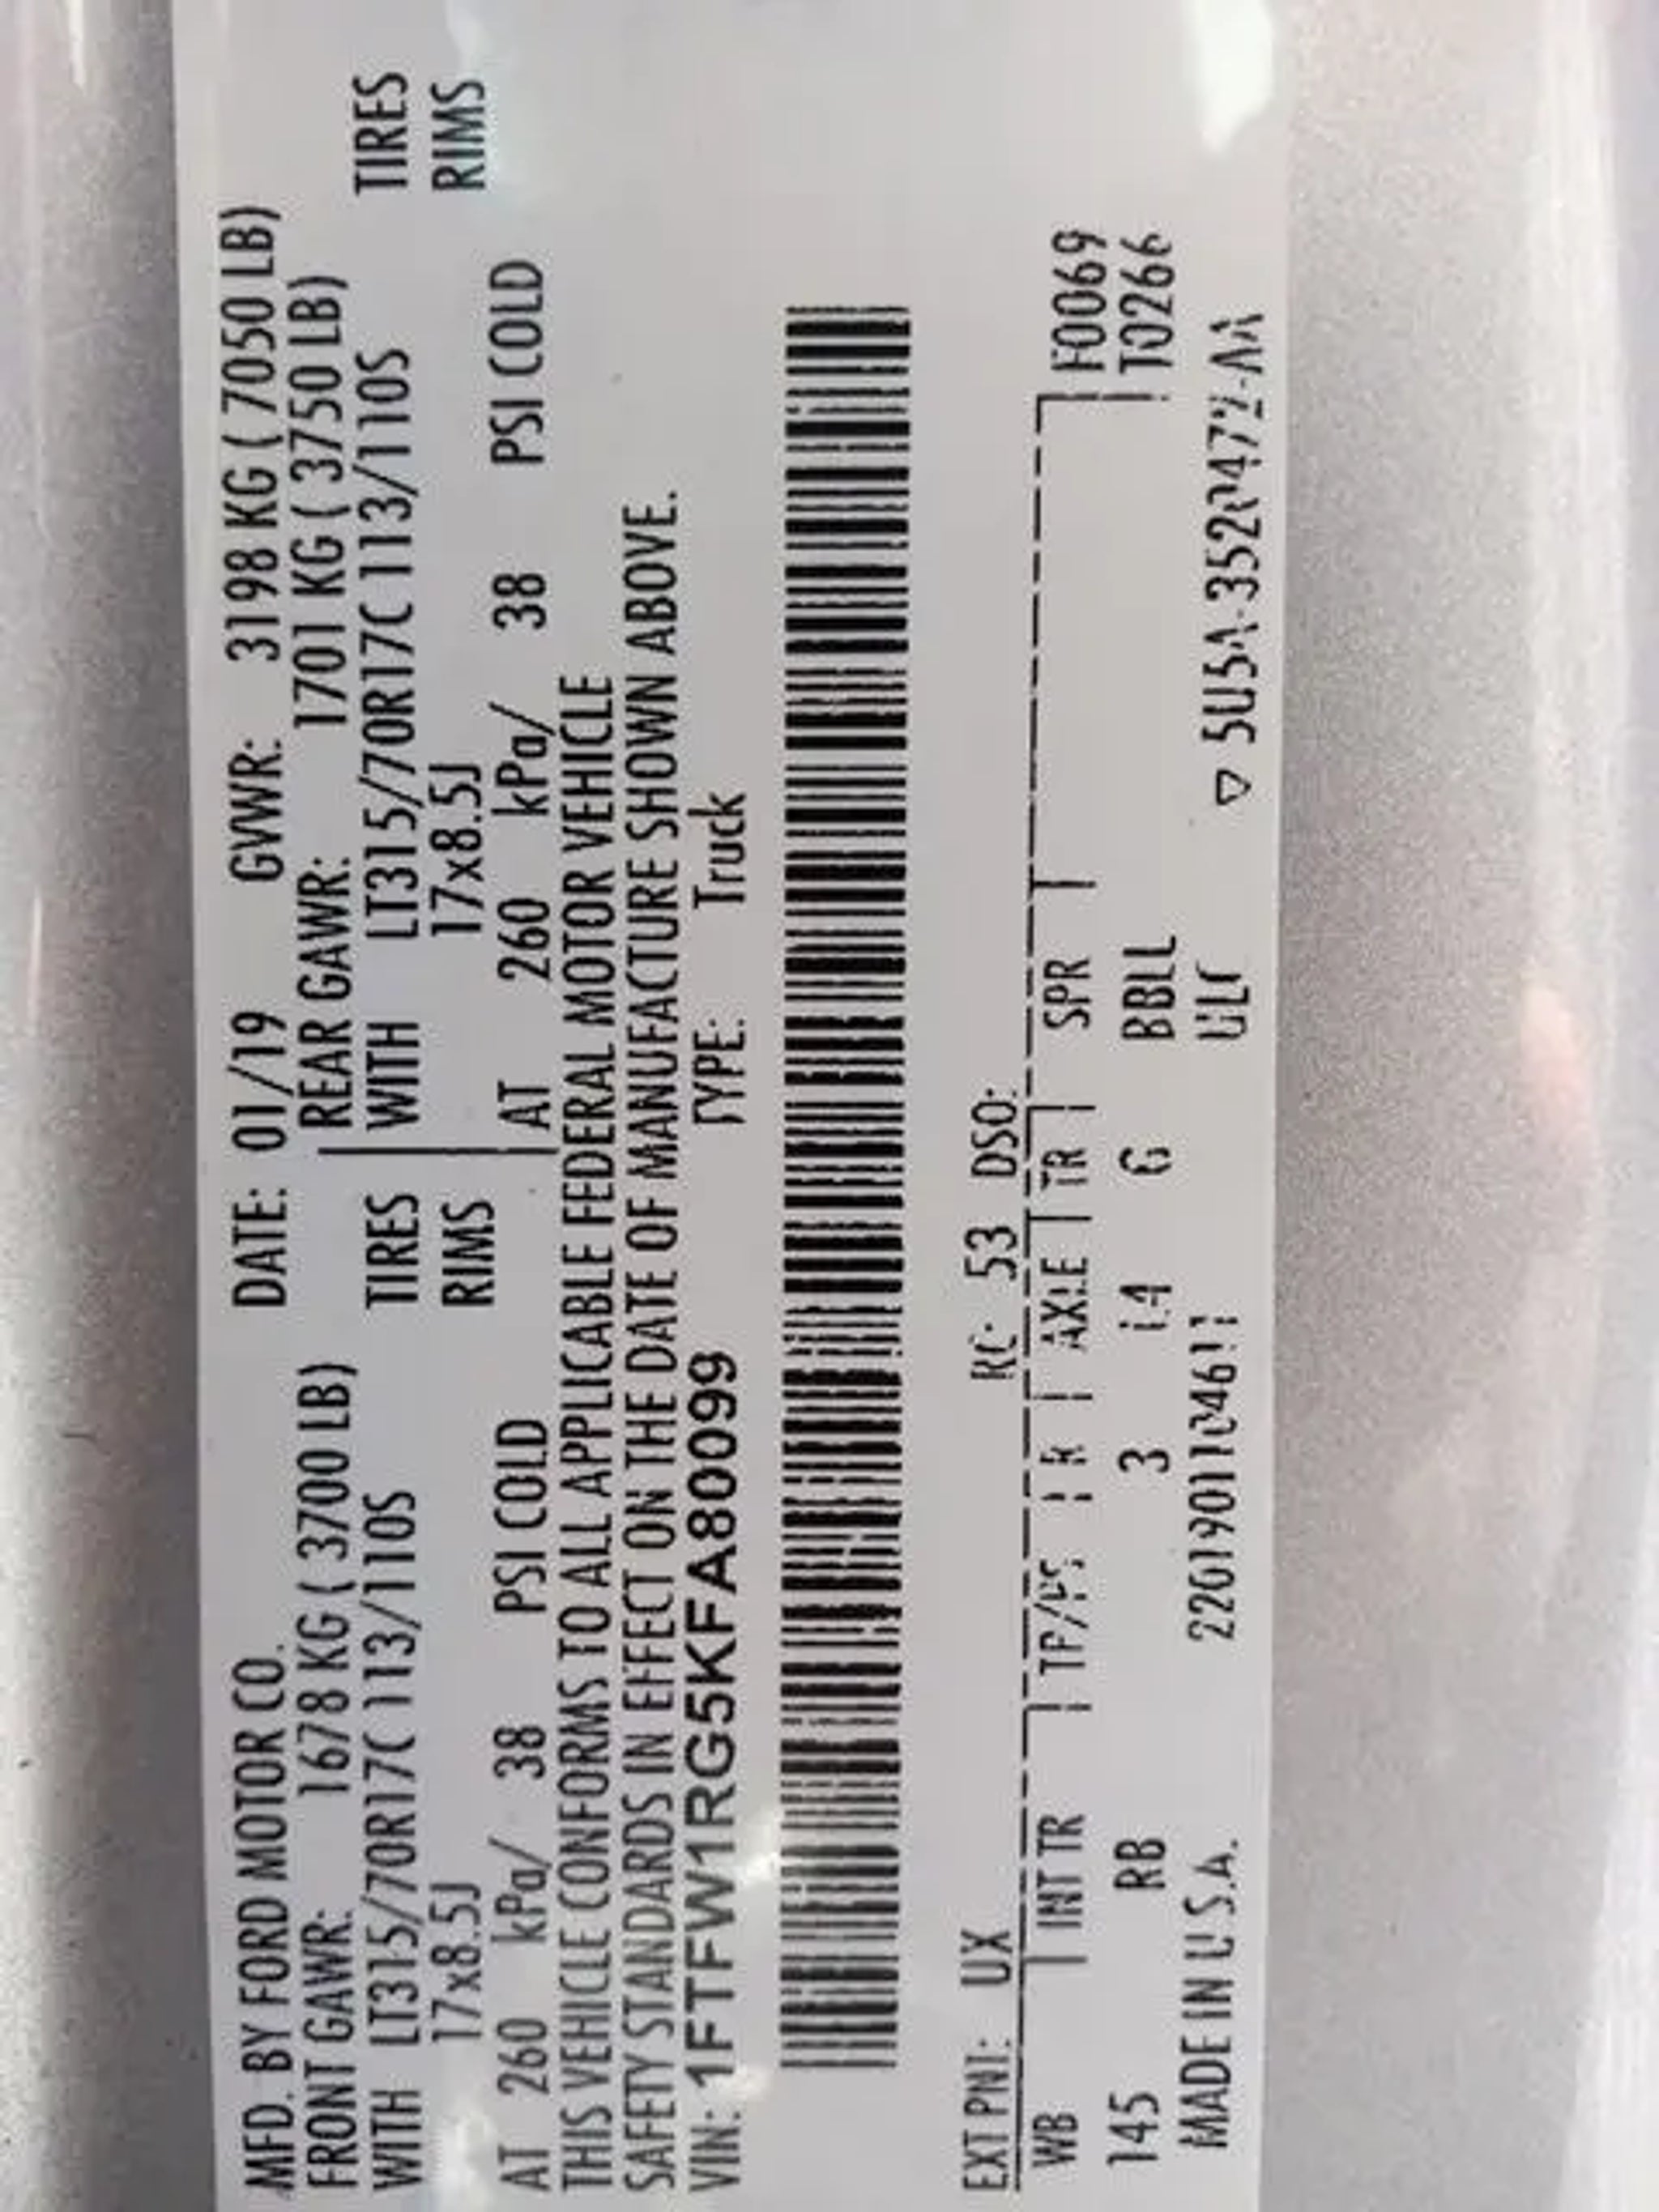 MFD. BY FORD MOTOR CO. DATE: 01/19 GVWR: 3198 KG ( 7050 LB)
FRONT GAWR: 1678 KG ( 3700 LB) REAR GAWR: 1701 KG ( 3750 LB)
WITH LT315/70R17C 113/110S TIRES WITH LT315/70R17C 113/110S TIRES
17x8.5J RIMS 17x8.5J RIMS
AT 260 kPa/ 38 PSI COLD AT 260 kPa/ 38 PSI COLD
THIS VEHICLE CONFORMS TO ALL APPLICABLE FEDERAL MOTOR VEHICLE
SAFETY STANDARDS IN EFFECT ON THE DATE OF MANUFACTURE SHOWN ABOVE.
VIN: 1FTFW1RG5KFA80099 TYPE: Truck
EXT PNT: UX RC: 53 DSO:
WB INT TR TP/PS R AXLE TR SPR F0069
145 RB 3 L4 G BBLL T0266
MADE IN U.S.A. ULC